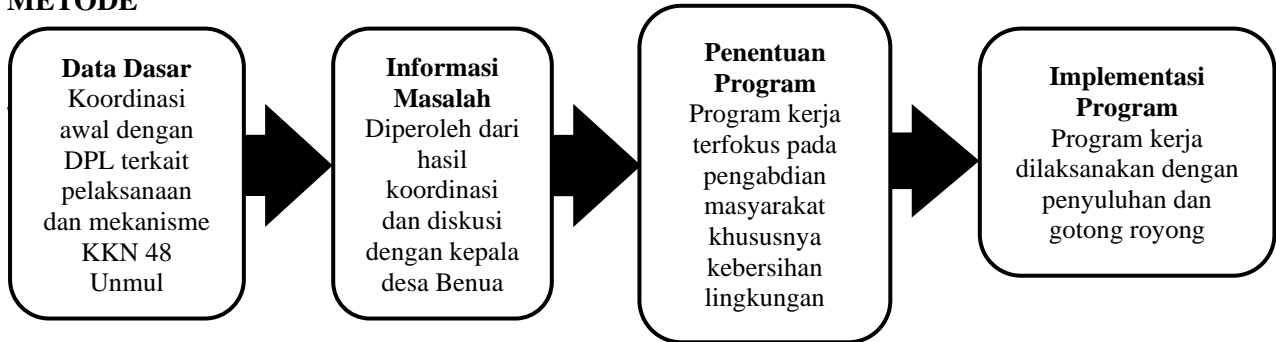 METODE
Data Dasar
Koordinasi
awal dengan
DPL terkait
pelaksanaan
dan mekanisme
KKN 48
Unmul
Informasi
Masalah
Diperoleh dari
hasil
koordinasi
dan diskusi
dengan kepala
desa Benua
Penentuan
Program
Program kerja
terfokus pada
pengabdian
masyarakat
khususnya
kebersihan
lingkungan
Implementasi
Program
Program kerja
dilaksanakan dengan
penyuluhan dan
gotong royong